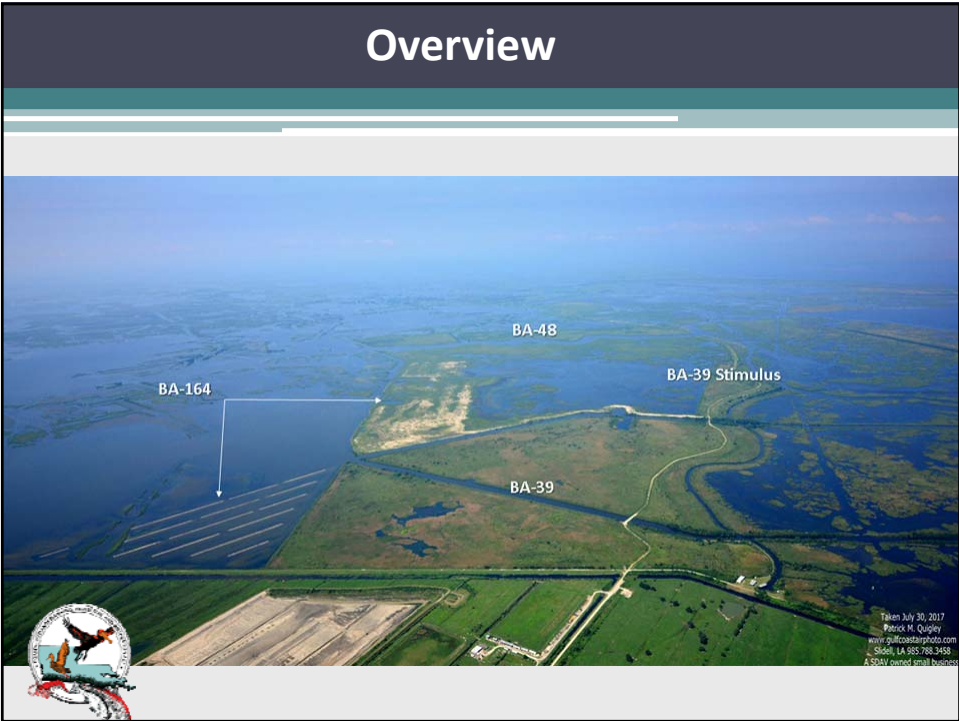 Overview
BA-48
BA-39 Stimulus
BA-164
BA-39
Taken July 30, 2017
Patrick M. Quigley
www.gulfcoastairphoto.com
Slidell, LA 985.788.3458
A SDAV owned small business